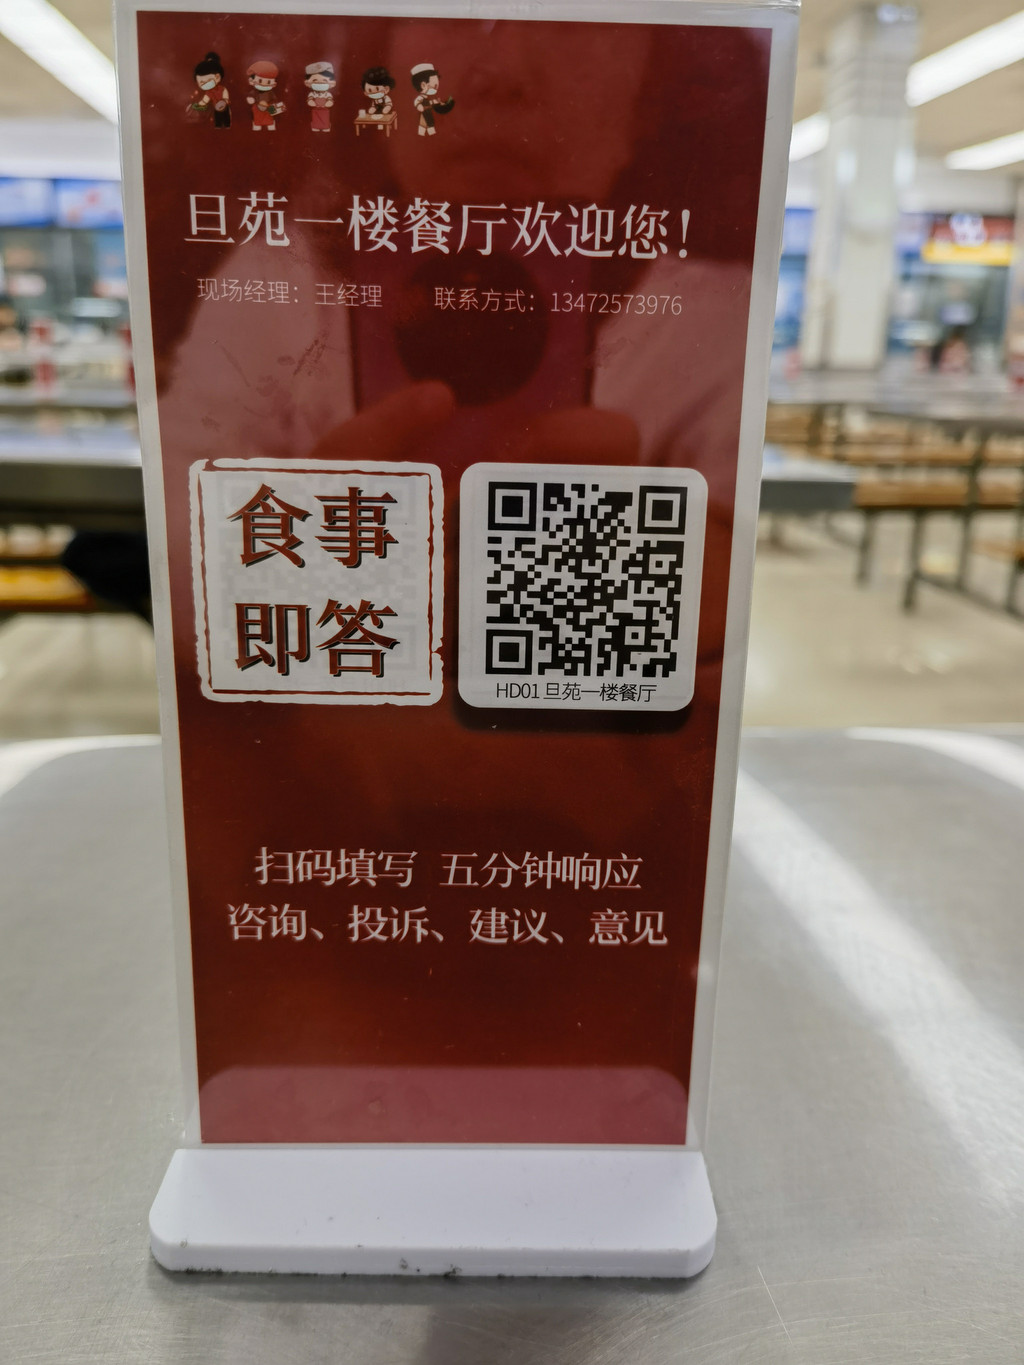 旦苑一楼餐厅欢迎您！
现场经理：王经理 联系方式：13472573976
食事
即答
HD01 旦苑一楼餐厅
扫码填写 五分钟响应
咨询、投诉、建议、意见